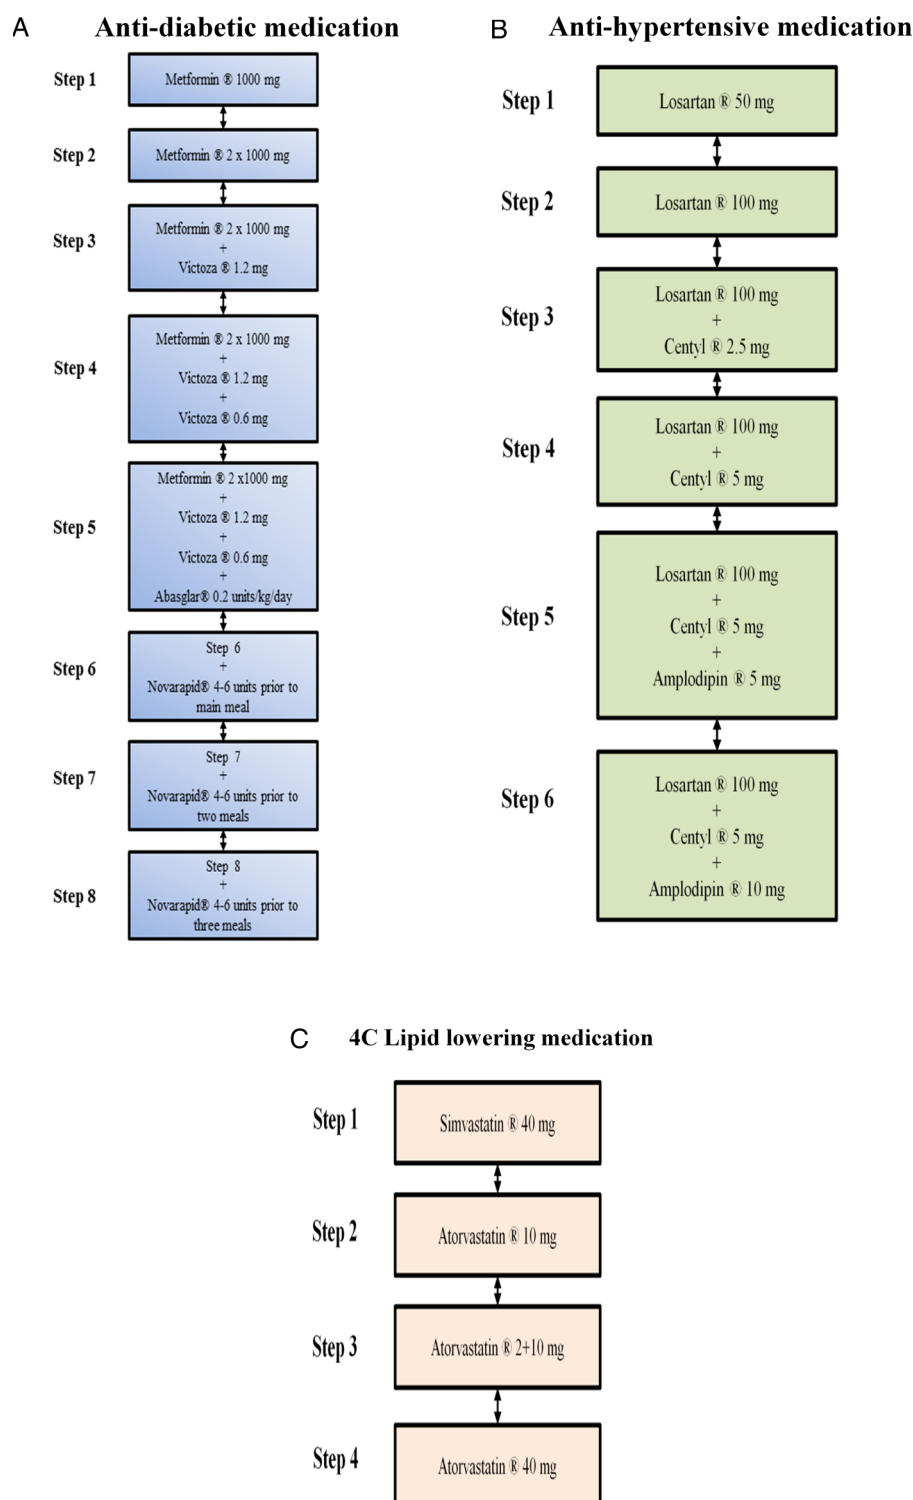 A
Anti-diabetic medication
Step 1
Metformin ® 1000 mg
Step 2
Metformin ® 2 x 1000 mg
Step 3
Metformin ® 2 x 1000 mg
+
Victoza ® 1.2 mg
Step 4
Metformin ® 2 x 1000 mg
+
Victoza ® 1.2 mg
+
Victoza ® 0.6 mg
Step 5
Metformin ® 2 x1000 mg
+
Victoza ® 1.2 mg
+
Victoza ® 0.6 mg
+
Abasglar® 0.2 units/kg/day
Step 6
Step 6
+
Novarapid® 4-6 units prior to
main meal
Step 7
Step 7
+
Novarapid® 4-6 units prior to
two meals
Step 8
Step 8
+
Novarapid® 4-6 units prior to
three meals
B
Anti-hypertensive medication
Step 1
Losartan ® 50 mg
Step 2
Losartan ® 100 mg
Step 3
Losartan ® 100 mg
+
Centyl ® 2.5 mg
Step 4
Losartan ® 100 mg
+
Centyl ® 5 mg
Step 5
Losartan ® 100 mg
+
Centyl ® 5 mg
+
Amplodipin ® 5 mg
Step 6
Losartan ® 100 mg
+
Centyl ® 5 mg
+
Amplodipin ® 10 mg
C
4C Lipid lowering medication
Step 1
Simvastatin ® 40 mg
Step 2
Atorvastatin ® 10 mg
Step 3
Atorvastatin ® 2+10 mg
Step 4
Atorvastatin ® 40 mg